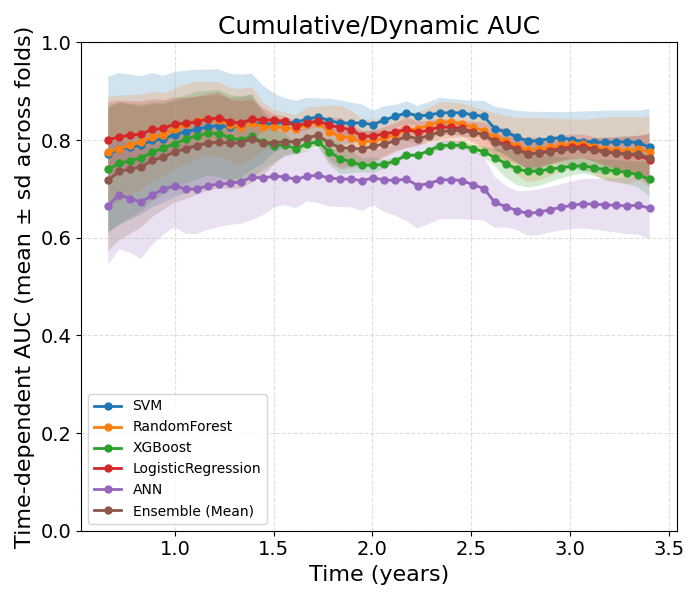 Cumulative/Dynamic AUC
Time-dependent AUC (mean ± sd across folds)
1.0
0.8
0.6
0.4
0.2
0.0
SVM
RandomForest
XGBoost
LogisticRegression
ANN
Ensemble (Mean)
1.0 1.5 2.0 2.5 3.0 3.5
Time (years)